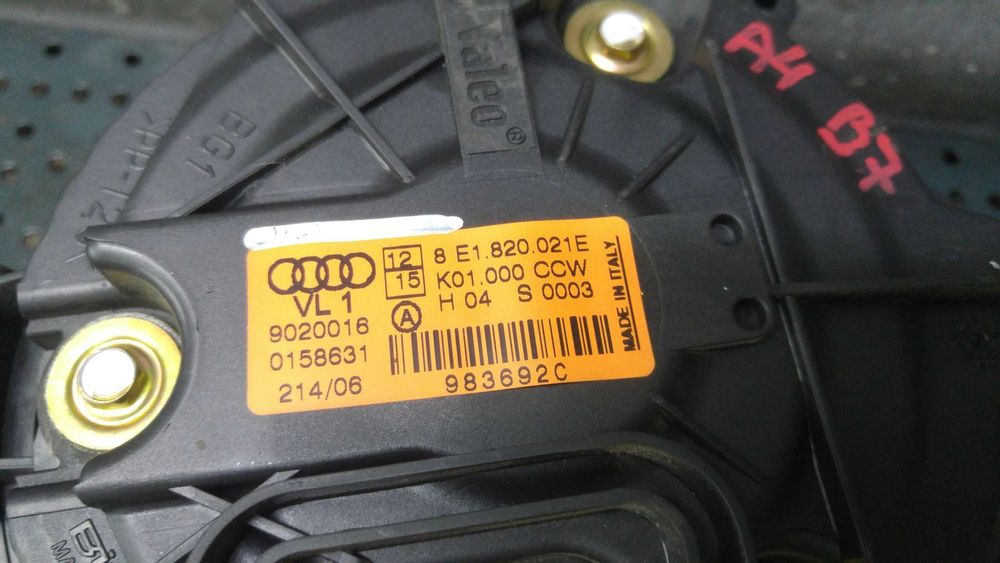 Valeo®
A4
B7
BG1
12
15
8 E1.820.021E
K01.000 CCW
VL 1
A
H 04 S 0003
9020016
0158631
214/06
983692C
MADE IN ITALY